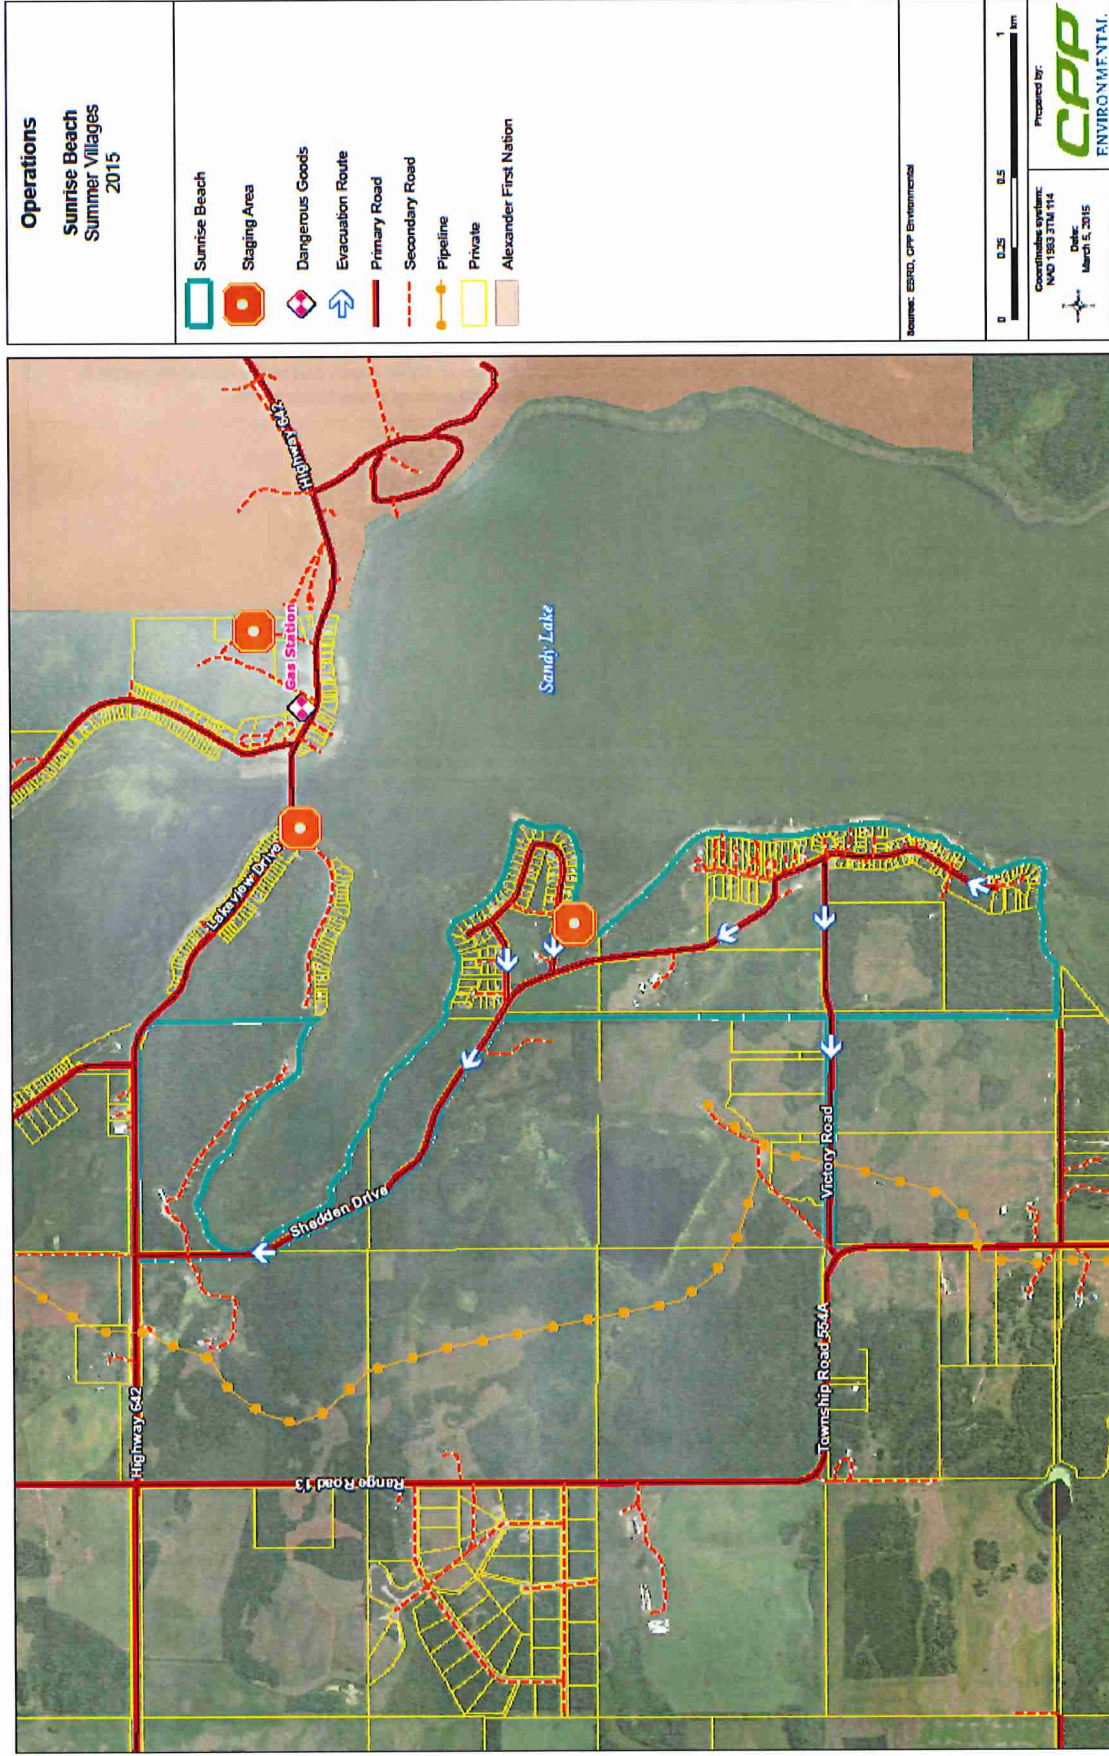 Operations
Sunrise Beach
Summer Villages
2015
Sunrise Beach
Staging Area
Dangerous Goods
Evacuation Route
Primary Road
Secondary Road
Pipeline
Private
Alexander First Nation
Source: ESRD, CPP Environmental
0
0.25
0.5
1
km
Coordinates system:
NAD 1983 3TM 114
Date:
March 5, 2015
Prepared by:
CPP
ENVIRONMENTAL
Highway 642
Gas Station
Lakeview Drive
Sandy Lake
Shedden Drive
Highway 642
Range Road 13
Victory Road
Township Road 554A